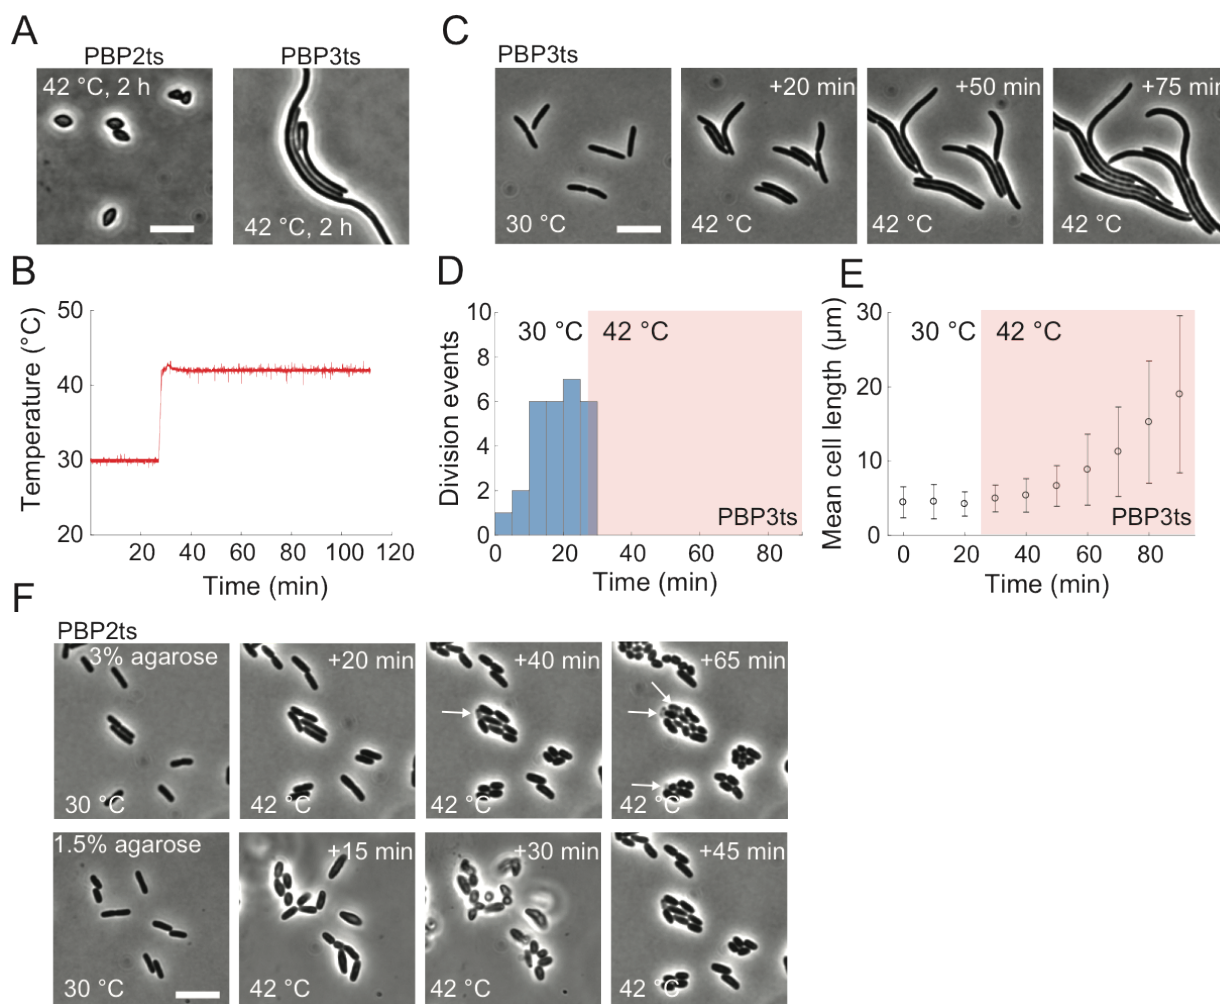 A
PBP2ts
42 °C, 2 h
PBP3ts
42 °C, 2 h
C
PBP3ts
30 °C
+20 min
42 °C
+50 min
42 °C
+75 min
42 °C
B
Temperature (°C)
50
40
30
20
20 40 60 80 100 120
Time (min)
D
Division events
10
8
6
4
2
0
30 °C 42 °C
PBP3ts
0 20 40 60 80
Time (min)
E
Mean cell length (μm)
30
20
10
0
30 °C 42 °C
PBP3ts
0 20 40 60 80
Time (min)
F
PBP2ts
3% agarose
30 °C
+20 min
42 °C
+40 min
42 °C
+65 min
42 °C
1.5% agarose
30 °C
+15 min
42 °C
+30 min
42 °C
+45 min
42 °C